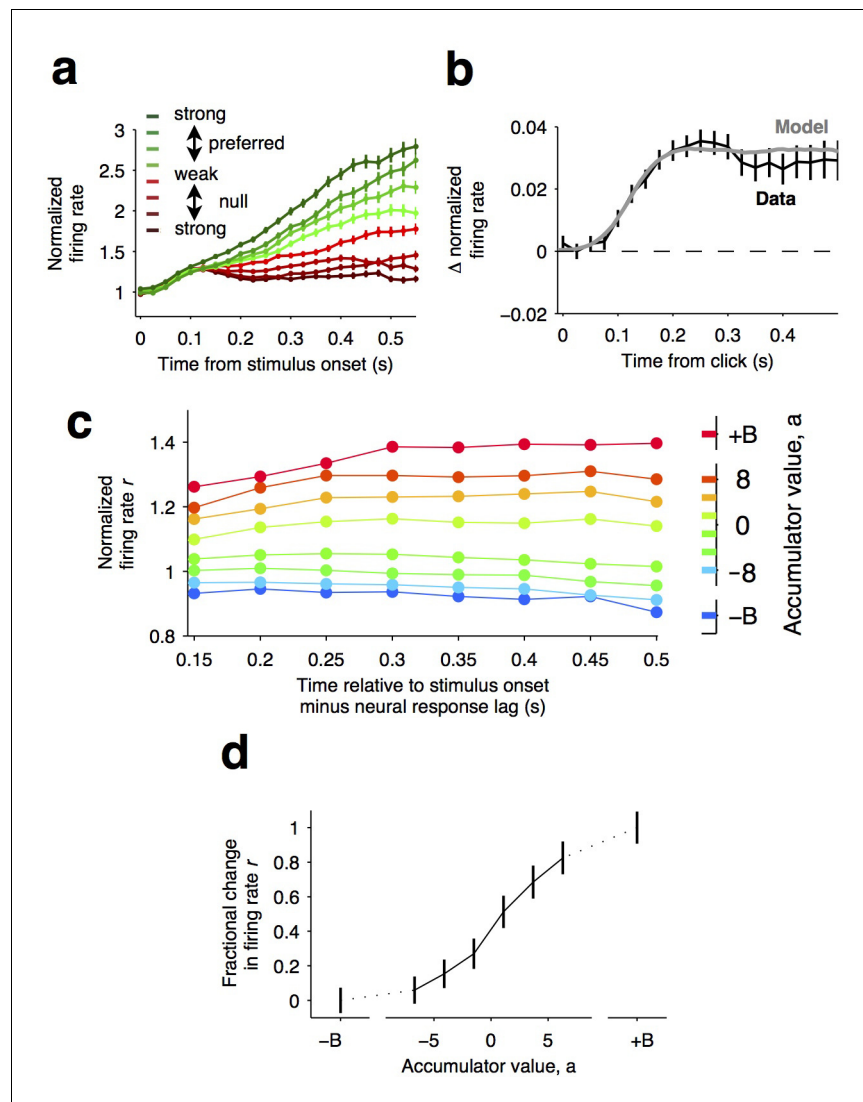 a
strong
preferred
weak
null
strong
Normalized
firing rate
3
2.5
2
1.5
1
0 0.1 0.2 0.3 0.4 0.5
Time from stimulus onset (s)
b
Model
Data
Δ normalized
firing rate
0.04
0.02
0
−0.02
0 0.1 0.2 0.3 0.4
Time from click (s)
c
Normalized
firing rate r
1.4
1.2
1
0.8
0.15 0.2 0.25 0.3 0.35 0.4 0.45 0.5
Time relative to stimulus onset
minus neural response lag (s)
+B
8
0
−8
−B
Accumulator value, a
d
Fractional change
in firing rate r
1
0.8
0.6
0.4
0.2
0
−B −5 0 5 +B
Accumulator value, a